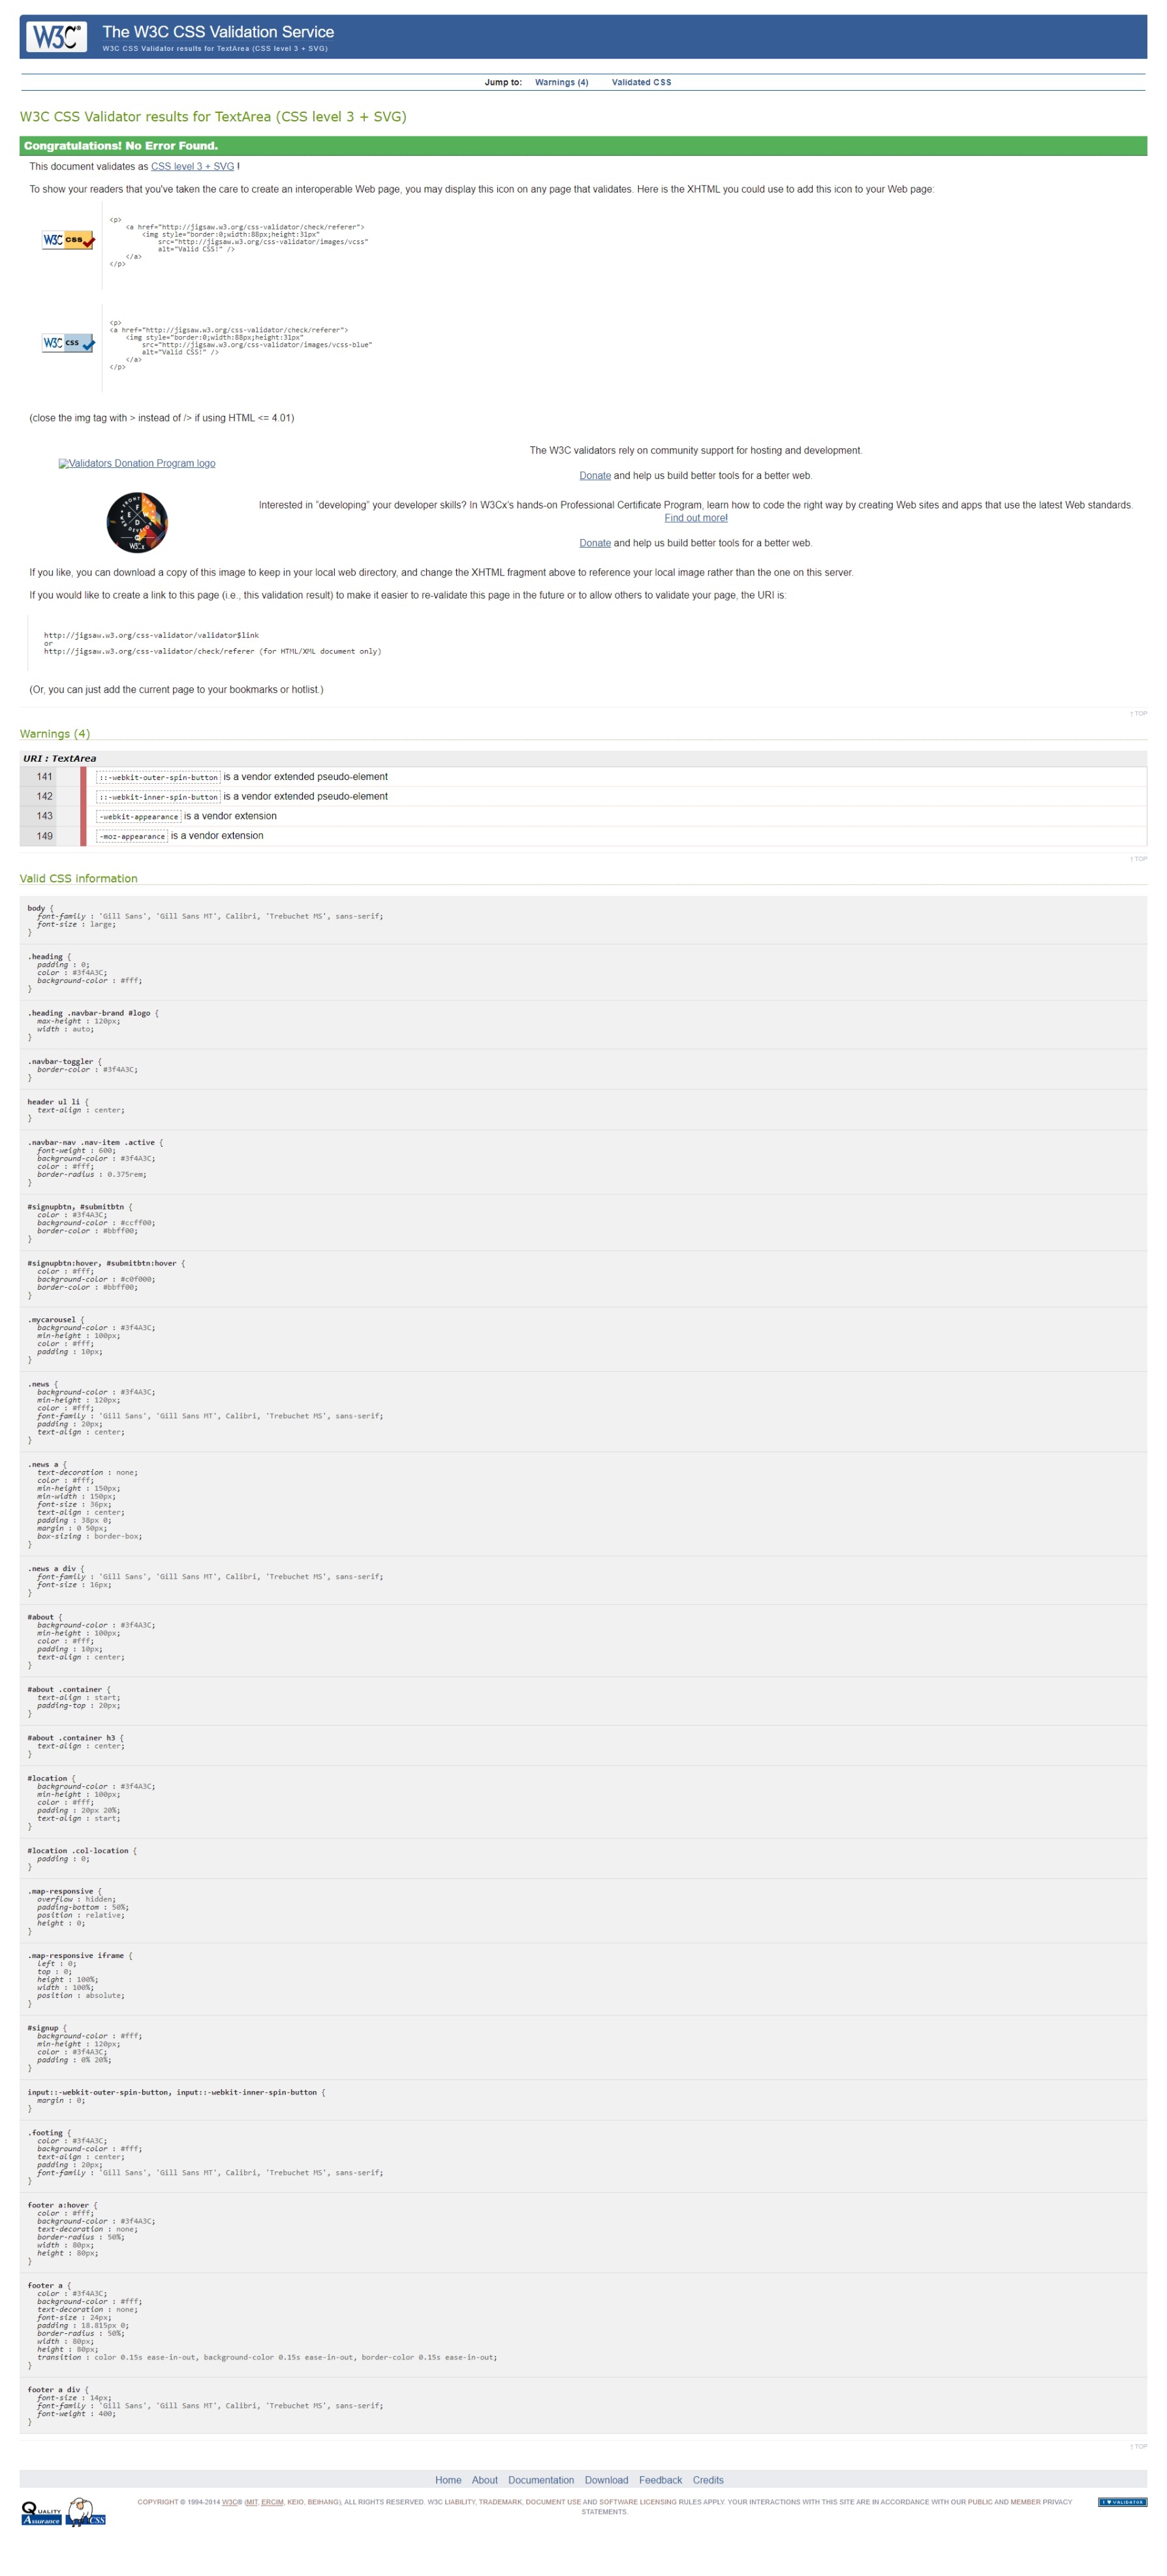 W3C®
The W3C CSS Validation Service
W3C CSS Validator results for TextArea (CSS level 3 + SVG)
Jump to: Warnings (4) Validated CSS
W3C CSS Validator results for TextArea (CSS level 3 + SVG)
Congratulations! No Error Found.
This document validates as CSS level 3 + SVG !
To show your readers that you've taken the care to create an interoperable Web page, you may display this icon on any page that validates. Here is the XHTML you could use to add this icon to your Web page:
W3C css
<p>
<a href="http://jigsaw.w3.org/css-validator/check/referer">
<img style="border:0;width:88px;height:31px"
src="http://jigsaw.w3.org/css-validator/images/vcss"
alt="Valid CSS!" />
</a>
</p>
W3C css
<p>
<a href="http://jigsaw.w3.org/css-validator/check/referer">
<img style="border:0;width:88px;height:31px"
src="http://jigsaw.w3.org/css-validator/images/vcss-blue"
alt="Valid CSS!" />
</a>
</p>
(close the img tag with > instead of /> if using HTML <= 4.01)
Validators Donation Program logo
The W3C validators rely on community support for hosting and development.
Donate and help us build better tools for a better web.
W3Cx
Interested in “developing” your developer skills? In W3Cx's hands-on Professional Certificate Program, learn how to code the right way by creating Web sites and apps that use the latest Web standards.
Find out more!
Donate and help us build better tools for a better web.
If you like, you can download a copy of this image to keep in your local web directory, and change the XHTML fragment above to reference your local image rather than the one on this server.
If you would like to create a link to this page (i.e., this validation result) to make it easier to re-validate this page in the future or to allow others to validate your page, the URI is:
http://jigsaw.w3.org/css-validator/validator$link
or
http://jigsaw.w3.org/css-validator/check/referer (for HTML/XML document only)
(Or, you can just add the current page to your bookmarks or hotlist.)
↑ TOP
Warnings (4)
URI : TextArea
141 ::-webkit-outer-spin-button is a vendor extended pseudo-element
142 ::-webkit-inner-spin-button is a vendor extended pseudo-element
143 -webkit-appearance is a vendor extension
149 -moz-appearance is a vendor extension
↑ TOP
Valid CSS information
body {
font-family : 'Gill Sans', 'Gill Sans MT', Calibri, 'Trebuchet MS', sans-serif;
font-size : large;
}
.heading {
padding : 0;
color : #3f4A3C;
background-color : #fff;
}
.heading .navbar-brand #logo {
max-height : 120px;
width : auto;
}
.navbar-toggler {
border-color : #3f4A3C;
}
header ul li {
text-align : center;
}
.navbar-nav .nav-item .active {
font-weight : 600;
background-color : #3f4A3C;
color : #fff;
border-radius : 0.375rem;
}
#signupbtn, #submitbtn {
color : #3f4A3C;
background-color : #ccff00;
border-color : #bbff00;
}
#signupbtn:hover, #submitbtn:hover {
color : #fff;
background-color : #c0f000;
border-color : #bbff00;
}
.mycarousel {
background-color : #3f4A3C;
min-height : 100px;
color : #fff;
padding : 10px;
}
.news {
background-color : #3f4A3C;
min-height : 120px;
color : #fff;
font-family : 'Gill Sans', 'Gill Sans MT', Calibri, 'Trebuchet MS', sans-serif;
padding : 20px;
text-align : center;
}
.news a {
text-decoration : none;
color : #fff;
min-height : 150px;
min-width : 150px;
font-size : 36px;
text-align : center;
padding : 38px 0;
margin : 0 50px;
box-sizing : border-box;
}
.news a div {
font-family : 'Gill Sans', 'Gill Sans MT', Calibri, 'Trebuchet MS', sans-serif;
font-size : 16px;
}
#about {
background-color : #3f4A3C;
min-height : 100px;
color : #fff;
padding : 10px;
text-align : center;
}
#about .container {
text-align : start;
padding-top : 20px;
}
#about .container h3 {
text-align : center;
}
#location {
background-color : #3f4A3C;
min-height : 100px;
color : #fff;
padding : 20px 20%;
text-align : start;
}
#location .col-location {
padding : 0;
}
.map-responsive {
overflow : hidden;
padding-bottom : 50%;
position : relative;
height : 0;
}
.map-responsive iframe {
left : 0;
top : 0;
height : 100%;
width : 100%;
position : absolute;
}
#signup {
background-color : #fff;
min-height : 120px;
color : #3f4A3C;
padding : 0% 20%;
}
input::-webkit-outer-spin-button, input::-webkit-inner-spin-button {
margin : 0;
}
.footing {
color : #3f4A3C;
background-color : #fff;
text-align : center;
padding : 20px;
font-family : 'Gill Sans', 'Gill Sans MT', Calibri, 'Trebuchet MS', sans-serif;
}
footer a:hover {
color : #fff;
background-color : #3f4A3C;
text-decoration : none;
border-radius : 50%;
width : 80px;
height : 80px;
}
footer a {
color : #3f4A3C;
background-color : #fff;
text-decoration : none;
font-size : 24px;
padding : 18.815px 0;
border-radius : 50%;
width : 80px;
height : 80px;
transition : color 0.15s ease-in-out, background-color 0.15s ease-in-out, border-color 0.15s ease-in-out;
}
footer a div {
font-size : 14px;
font-family : 'Gill Sans', 'Gill Sans MT', Calibri, 'Trebuchet MS', sans-serif;
font-weight : 400;
}
↑ TOP
Home About Documentation Download Feedback Credits
QUALITY
Assurance
CSS
COPYRIGHT © 1994-2014 W3C® (MIT, ERCIM, KEIO, BEIHANG), ALL RIGHTS RESERVED. W3C LIABILITY, TRADEMARK, DOCUMENT USE AND SOFTWARE LICENSING RULES APPLY. YOUR INTERACTIONS WITH THIS SITE ARE IN ACCORDANCE WITH OUR PUBLIC AND MEMBER PRIVACY
STATEMENTS.
I ♥ VALIDATOR